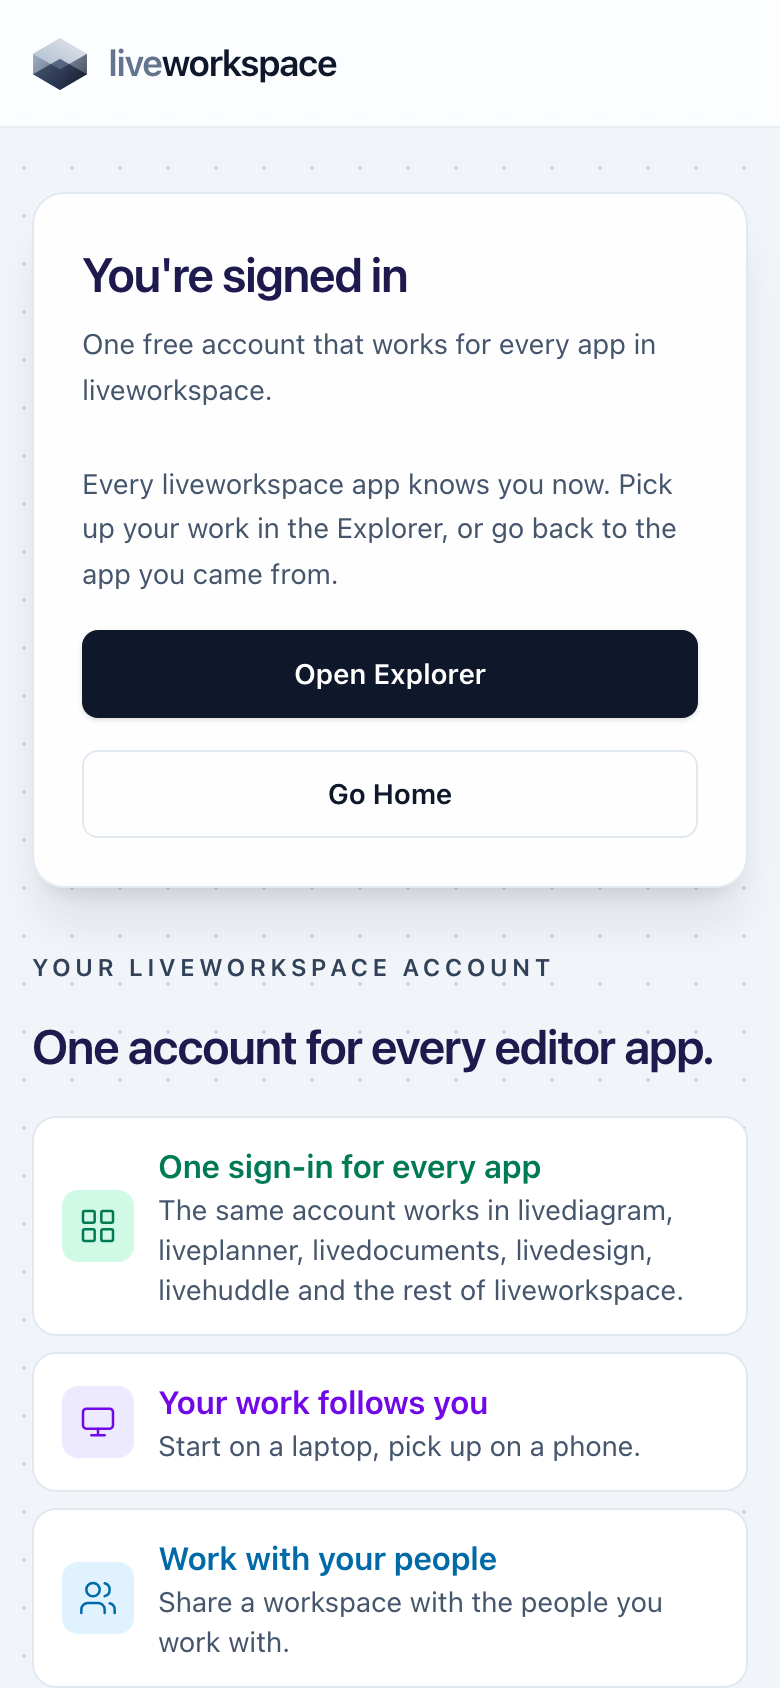 liveworkspace
You're signed in
One free account that works for every app in
liveworkspace.
Every liveworkspace app knows you now. Pick
up your work in the Explorer, or go back to the
app you came from.
Open Explorer
Go Home
YOUR LIVEWORKSPACE ACCOUNT
One account for every editor app.
One sign-in for every app
The same account works in livediagram,
liveplanner, livedocuments, livedesign,
livehuddle and the rest of liveworkspace.
Your work follows you
Start on a laptop, pick up on a phone.
Work with your people
Share a workspace with the people you
work with.